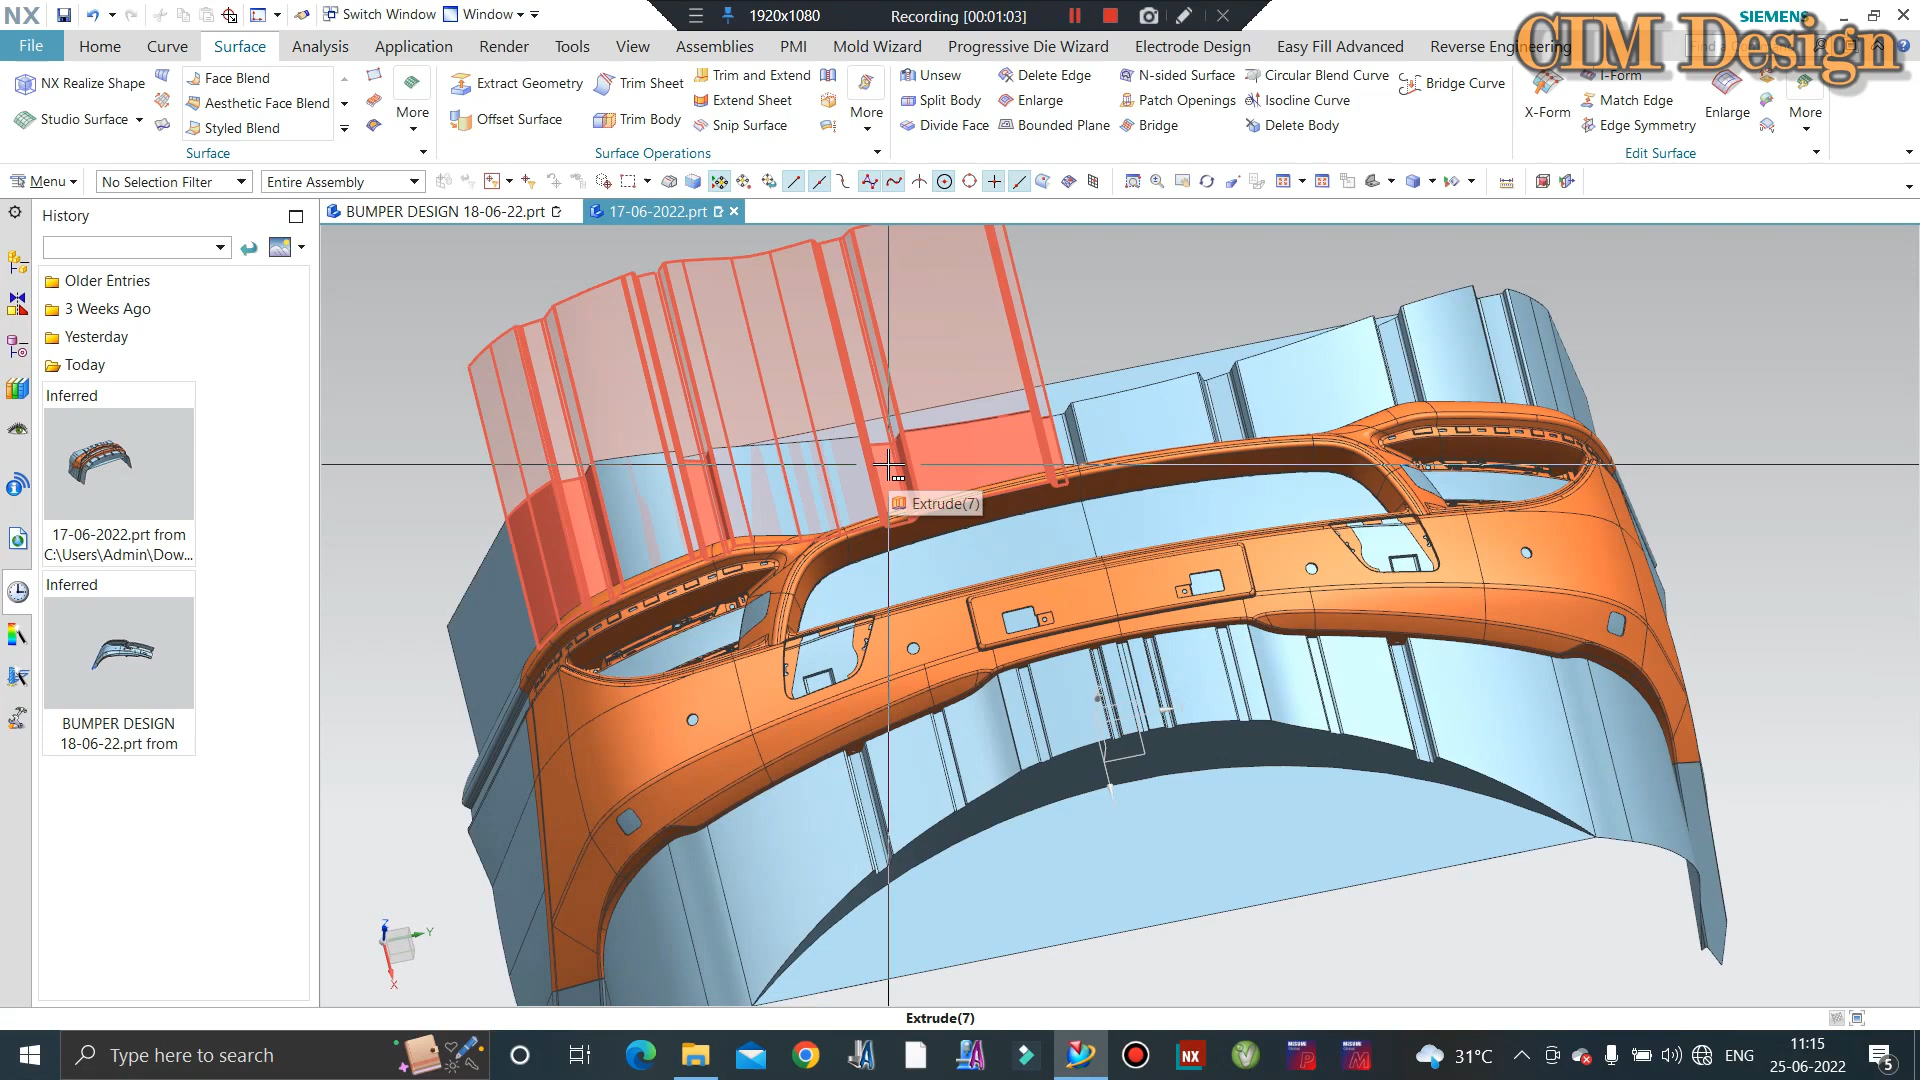 NX
Switch Window
Window
1920x1080
Recording [00:01:03]
SIEMENS
CIM Design
File
Home
Curve
Surface
Analysis
Application
Render
Tools
View
Assemblies
PMI
Mold Wizard
Progressive Die Wizard
Electrode Design
Easy Fill Advanced
Reverse Engineering
NX Realize Shape
Studio Surface
Face Blend
Aesthetic Face Blend
Styled Blend
More
Surface
Extract Geometry
Offset Surface
Trim Sheet
Trim Body
Trim and Extend
Extend Sheet
Snip Surface
More
Surface Operations
Unsew
Split Body
Divide Face
Delete Edge
Enlarge
Bounded Plane
N-sided Surface
Patch Openings
Bridge
Circular Blend Curve
Isocline Curve
Delete Body
Bridge Curve
X-Form
I-Form
Match Edge
Edge Symmetry
Enlarge
More
Edit Surface
Menu
No Selection Filter
Entire Assembly
History
BUMPER DESIGN 18-06-22.prt
17-06-2022.prt
Older Entries
3 Weeks Ago
Yesterday
Today
Inferred
17-06-2022.prt from
C:\Users\Admin\Dow...
Inferred
BUMPER DESIGN
18-06-22.prt from
Extrude(7)
Z
Y
X
Extrude(7)
Type here to search
NX
31°C
ENG
11:15
25-06-2022
5